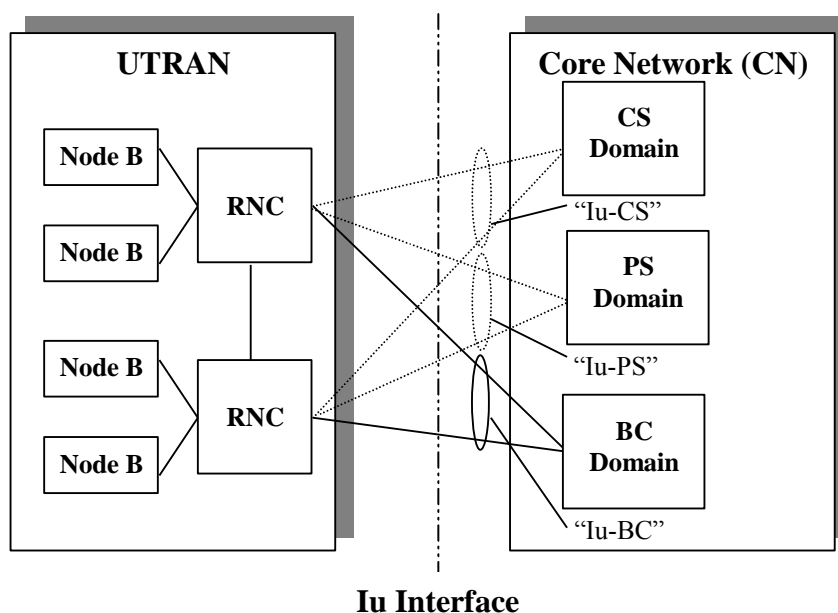 UTRAN
Core Network (CN)
Node B
Node B
RNC
Node B
Node B
RNC
CS
Domain
“Iu-CS”
PS
Domain
“Iu-PS”
BC
Domain
“Iu-BC”
Iu Interface